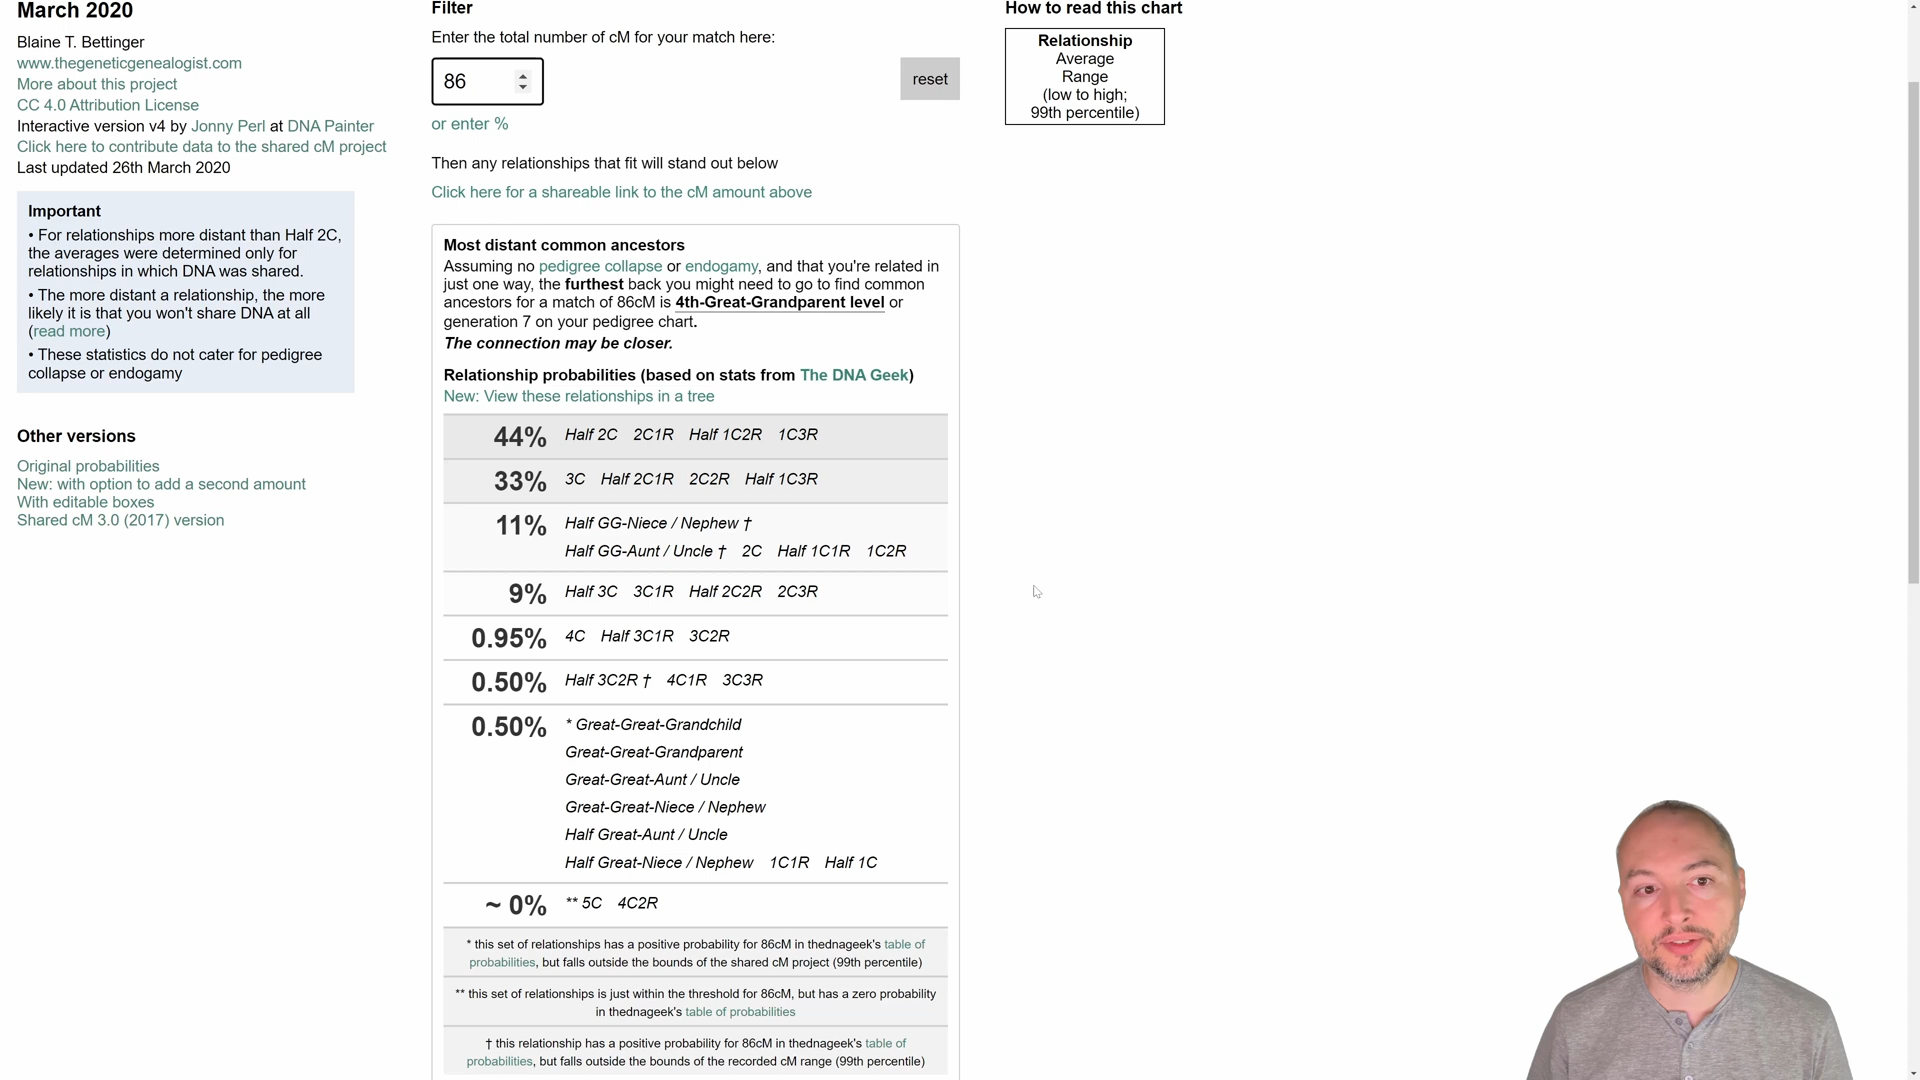 March 2020
Blaine T. Bettinger
www.thegeneticgenealogist.com
More about this project
CC 4.0 Attribution License
Interactive version v4 by Jonny Perl at DNA Painter
Click here to contribute data to the shared cM project
Last updated 26th March 2020
Important
• For relationships more distant than Half 2C,
the averages were determined only for
relationships in which DNA was shared.
• The more distant a relationship, the more
likely it is that you won't share DNA at all
(read more)
• These statistics do not cater for pedigree
collapse or endogamy
Other versions
Original probabilities
New: with option to add a second amount
With editable boxes
Shared cM 3.0 (2017) version
Filter
Enter the total number of cM for your match here:
86
reset
or enter %
Then any relationships that fit will stand out below
Click here for a shareable link to the cM amount above
Most distant common ancestors
Assuming no pedigree collapse or endogamy, and that you're related in
just one way, the furthest back you might need to go to find common
ancestors for a match of 86cM is 4th-Great-Grandparent level or
generation 7 on your pedigree chart.
The connection may be closer.
Relationship probabilities (based on stats from The DNA Geek)
New: View these relationships in a tree
44% Half 2C 2C1R Half 1C2R 1C3R
33% 3C Half 2C1R 2C2R Half 1C3R
11% Half GG-Niece / Nephew †
Half GG-Aunt / Uncle † 2C Half 1C1R 1C2R
9% Half 3C 3C1R Half 2C2R 2C3R
0.95% 4C Half 3C1R 3C2R
0.50% Half 3C2R † 4C1R 3C3R
0.50% * Great-Great-Grandchild
Great-Great-Grandparent
Great-Great-Aunt / Uncle
Great-Great-Niece / Nephew
Half Great-Aunt / Uncle
Half Great-Niece / Nephew 1C1R Half 1C
~ 0% ** 5C 4C2R
* this set of relationships has a positive probability for 86cM in thednageek's table of
probabilities, but falls outside the bounds of the shared cM project (99th percentile)
** this set of relationships is just within the threshold for 86cM, but has a zero probability
in thednageek's table of probabilities
† this relationship has a positive probability for 86cM in thednageek's table of
probabilities, but falls outside the bounds of the recorded cM range (99th percentile)
How to read this chart
Relationship
Average
Range
(low to high;
99th percentile)